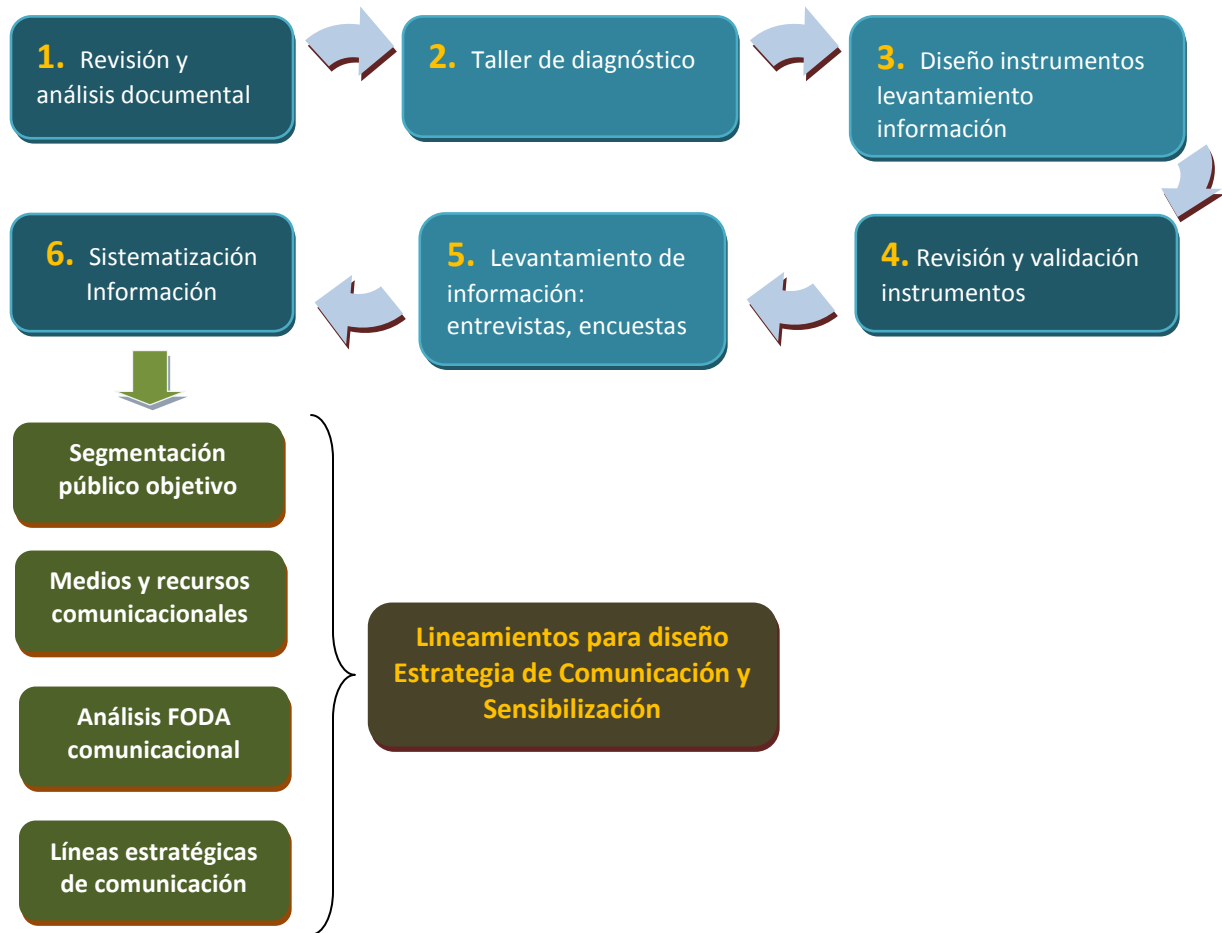 1. Revisión y
análisis documental
2. Taller de diagnóstico
3. Diseño instrumentos
levantamiento
información
4. Revisión y validación
instrumentos
5. Levantamiento de
información:
entrevistas, encuestas
6. Sistematización
Información
Segmentación
público objetivo
Medios y recursos
comunicacionales
Análisis FODA
comunicacional
Líneas estratégicas
de comunicación
Lineamientos para diseño
Estrategia de Comunicación y
Sensibilización